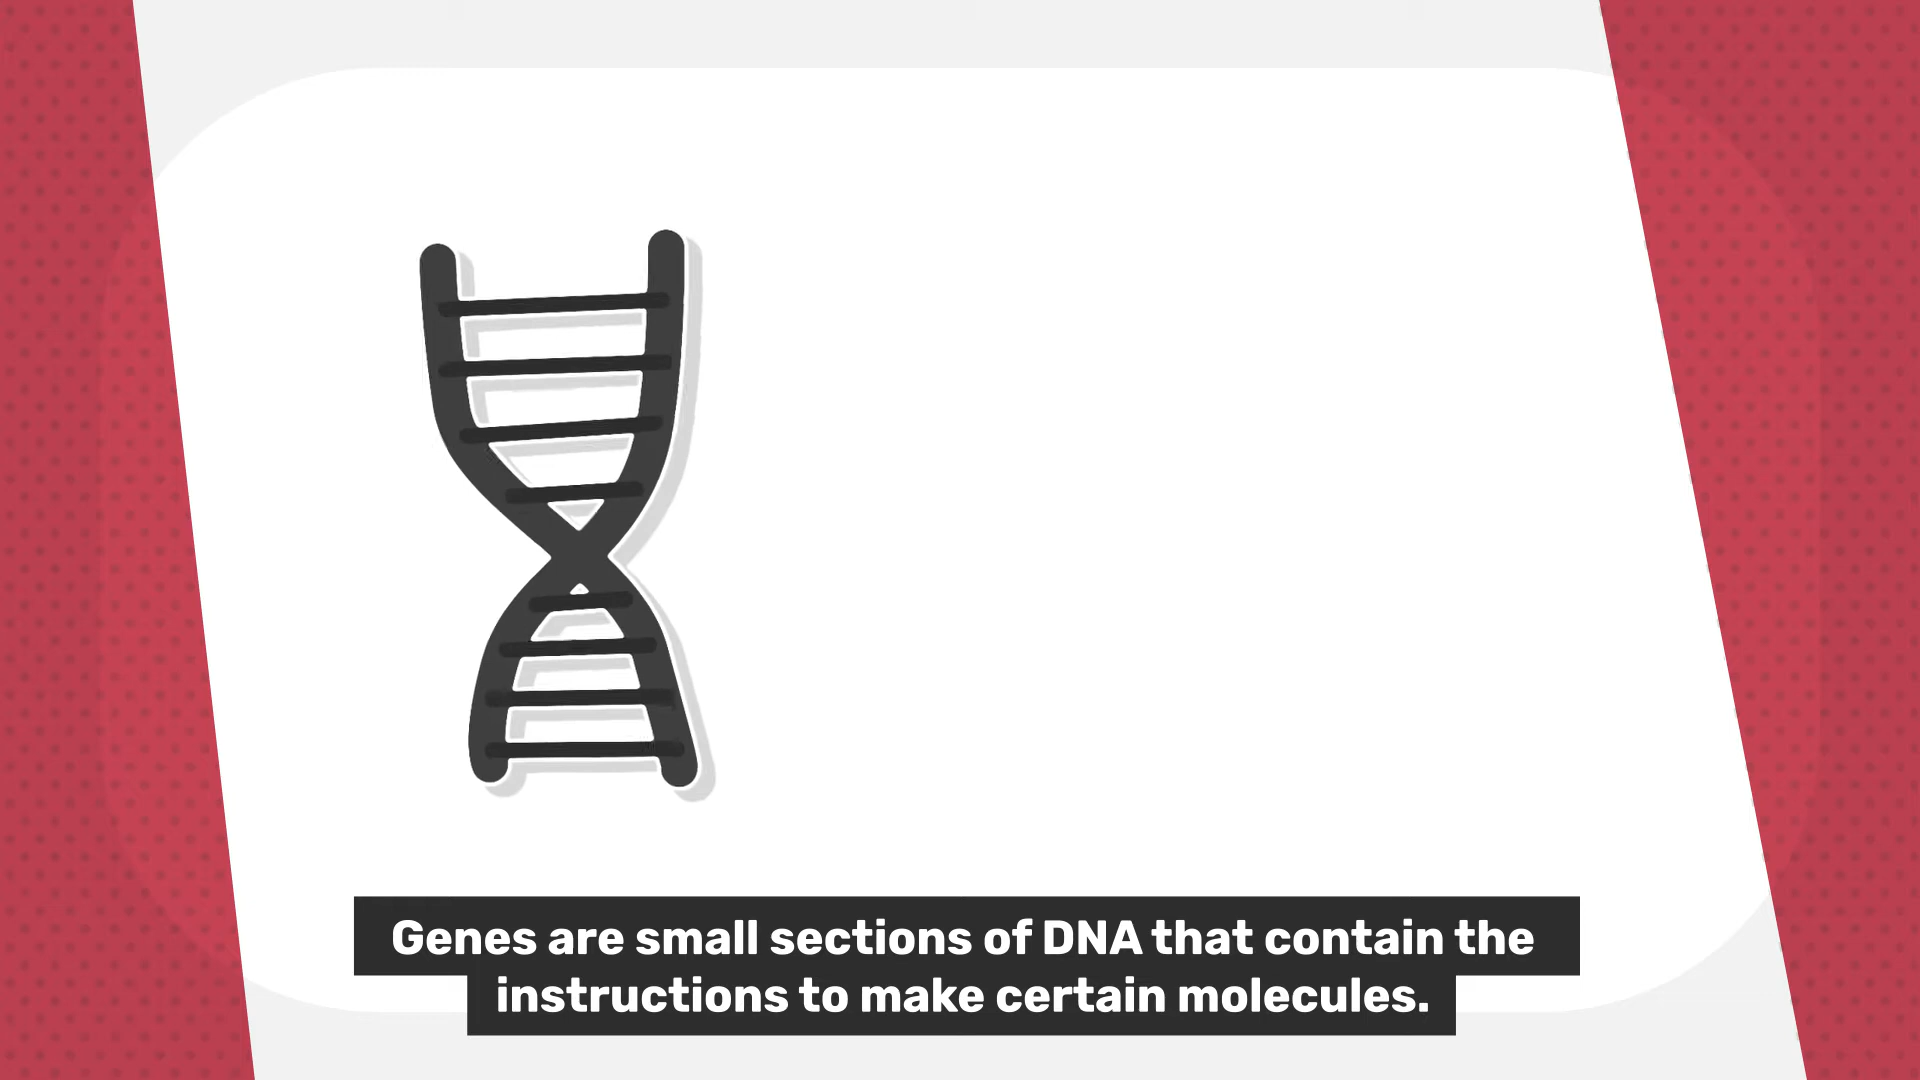 Genes are small sections of DNA that contain the
instructions to make certain molecules.